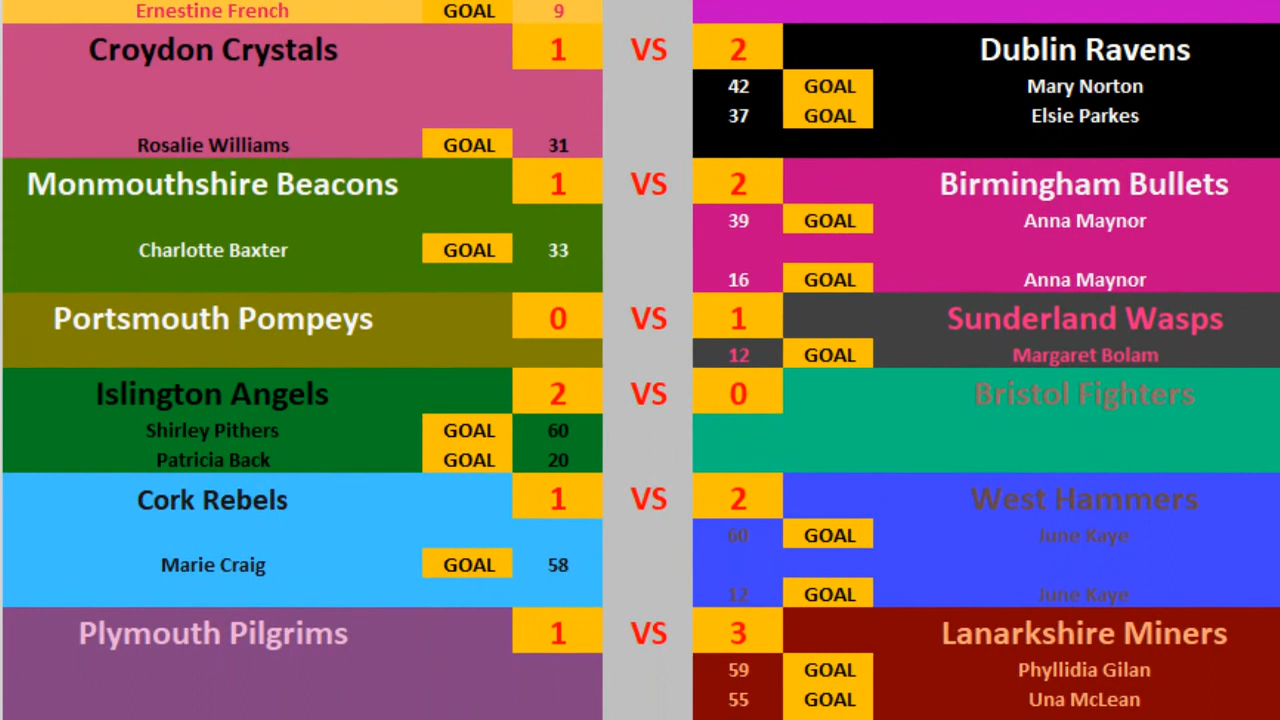 Ernestine French GOAL 9
Croydon Crystals 1 VS 2 Dublin Ravens
42 GOAL Mary Norton
37 GOAL Elsie Parkes
Rosalie Williams GOAL 31
Monmouthshire Beacons 1 VS 2 Birmingham Bullets
39 GOAL Anna Maynor
Charlotte Baxter GOAL 33
16 GOAL Anna Maynor
Portsmouth Pompeys 0 VS 1 Sunderland Wasps
12 GOAL Margaret Bolam
Islington Angels 2 VS 0 Bristol Fighters
Shirley Pithers GOAL 60
Patricia Back GOAL 20
Cork Rebels 1 VS 2 West Hammers
60 GOAL June Kaye
Marie Craig GOAL 58
12 GOAL June Kaye
Plymouth Pilgrims 1 VS 3 Lanarkshire Miners
59 GOAL Phyllidia Gilan
55 GOAL Una McLean